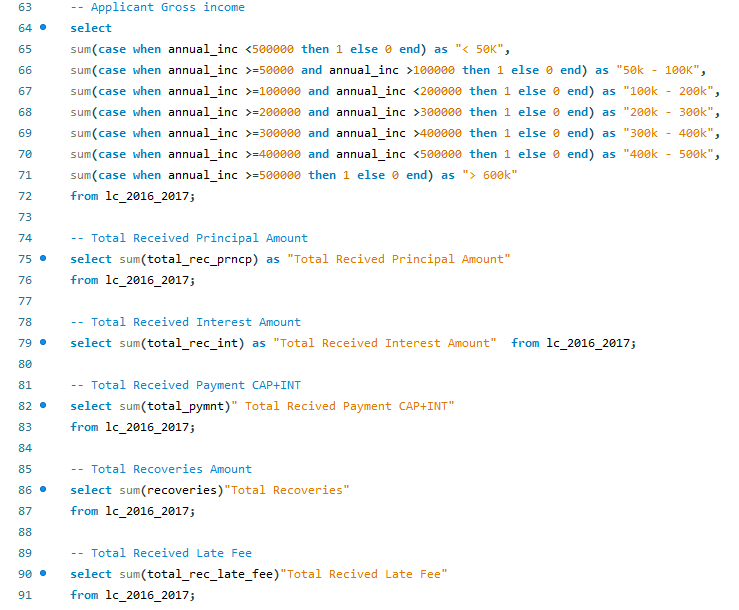 63 -- Applicant Gross income
64 select
65 sum(case when annual_inc <500000 then 1 else 0 end) as "< 50K",
66 sum(case when annual_inc >=50000 and annual_inc >100000 then 1 else 0 end) as "50k - 100K",
67 sum(case when annual_inc >=100000 and annual_inc <200000 then 1 else 0 end) as "100k - 200k",
68 sum(case when annual_inc >=200000 and annual_inc >300000 then 1 else 0 end) as "200k - 300k",
69 sum(case when annual_inc >=300000 and annual_inc >400000 then 1 else 0 end) as "300k - 400k",
70 sum(case when annual_inc >=400000 and annual_inc <500000 then 1 else 0 end) as "400k - 500k",
71 sum(case when annual_inc >=500000 then 1 else 0 end) as "> 600k"
72 from lc_2016_2017;
73
74 -- Total Received Principal Amount
75 select sum(total_rec_prncp) as "Total Recived Principal Amount"
76 from lc_2016_2017;
77
78 -- Total Received Interest Amount
79 select sum(total_rec_int) as "Total Received Interest Amount"  from lc_2016_2017;
80
81 -- Total Received Payment CAP+INT
82 select sum(total_pymnt)" Total Recived Payment CAP+INT"
83 from lc_2016_2017;
84
85 -- Total Recoveries Amount
86 select sum(recoveries)"Total Recoveries"
87 from lc_2016_2017;
88
89 -- Total Received Late Fee
90 select sum(total_rec_late_fee)"Total Recived Late Fee"
91 from lc_2016_2017;